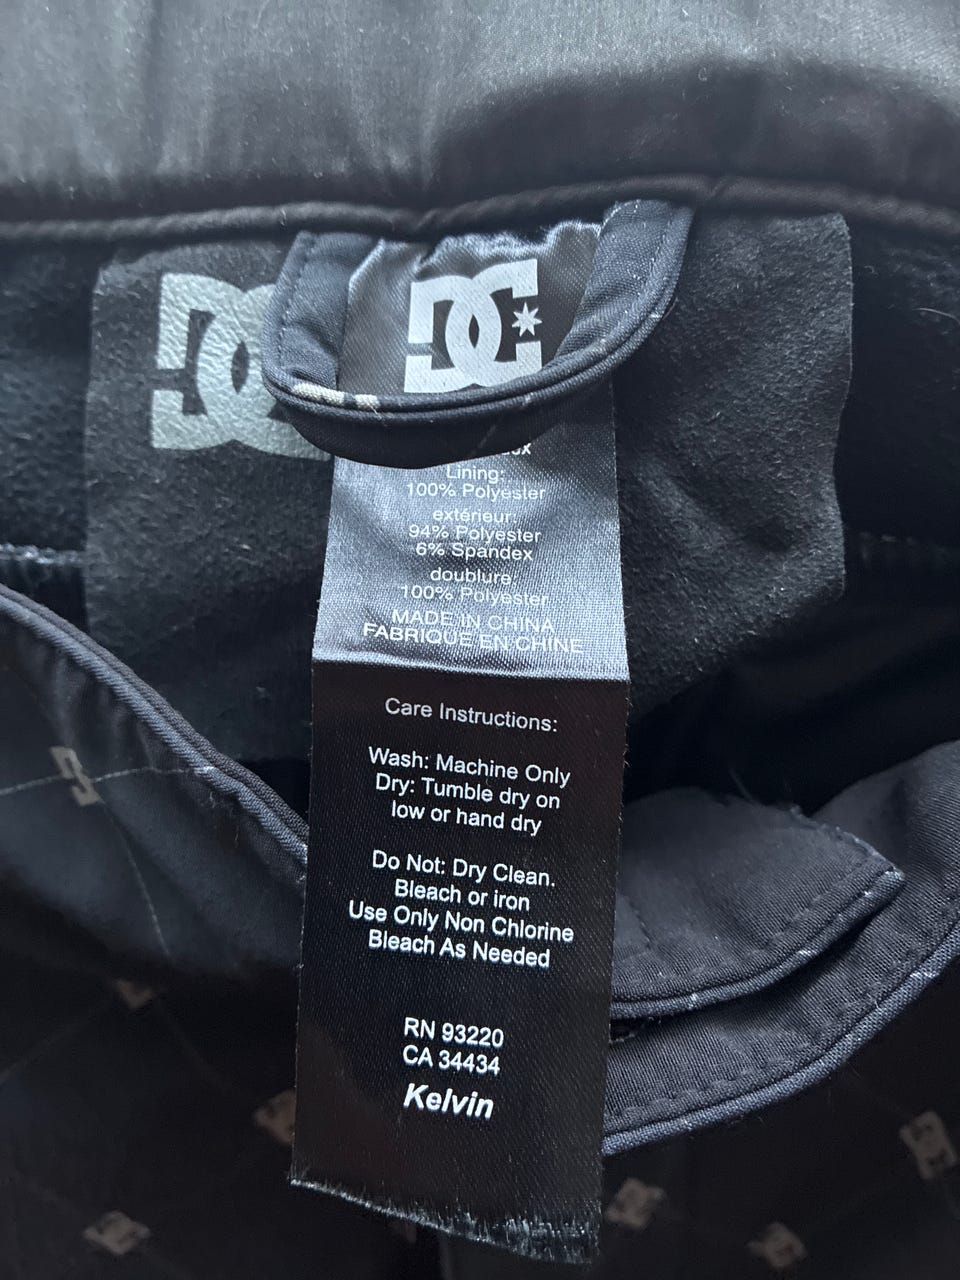 DC
DC
Lining:
100% Polyester
extérieur:
94% Polyester
6% Spandex
doublure:
100% Polyester
MADE IN CHINA
FABRIQUE EN CHINE
Care Instructions:
Wash: Machine Only
Dry: Tumble dry on
low or hand dry
Do Not: Dry Clean.
Bleach or iron
Use Only Non Chlorine
Bleach As Needed
RN 93220
CA 34434
Kelvin